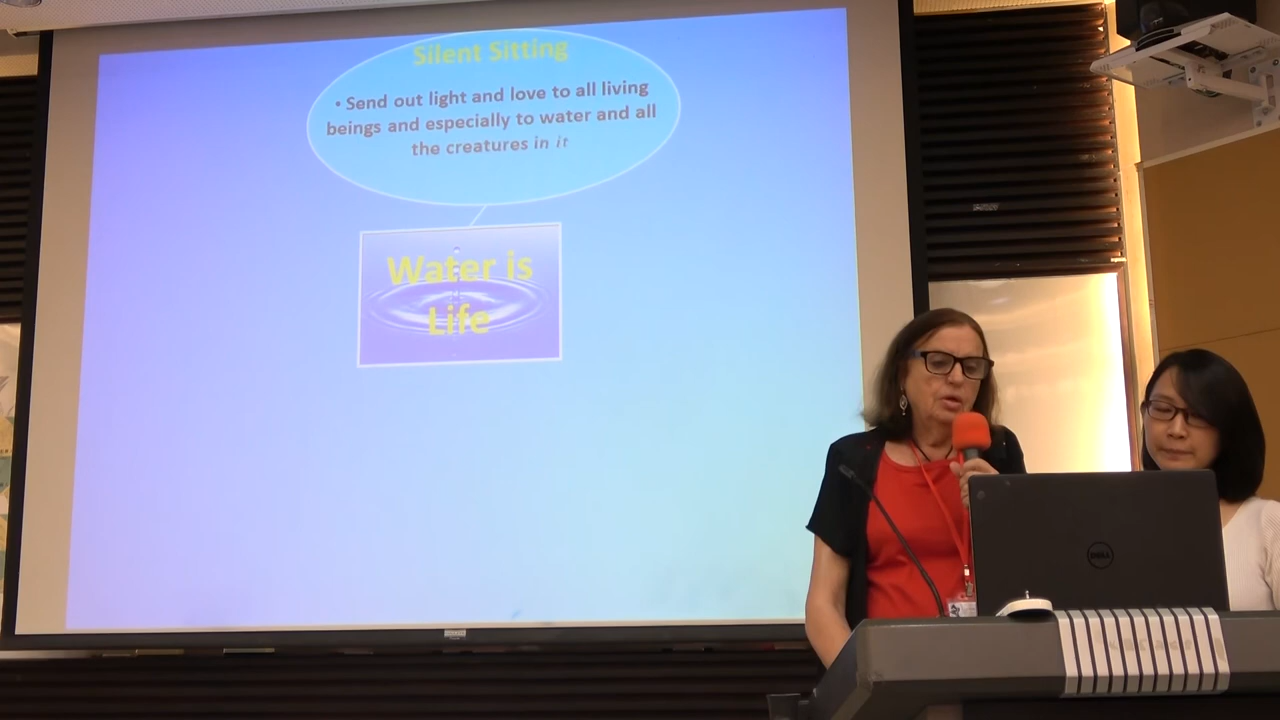 Silent Sitting
• Send out light and love to all living
beings and especially to water and all
the creatures in it
Water is
Life
DELL